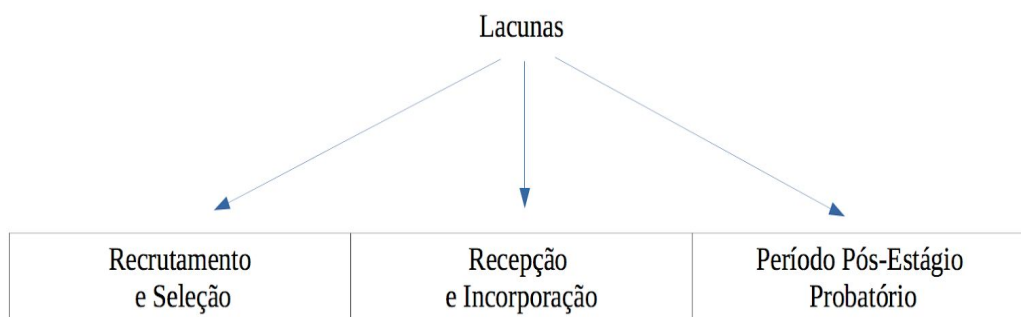 Lacunas
Recrutamento
e Seleção
Recepção
e Incorporação
Período Pós-Estágio
Probatório